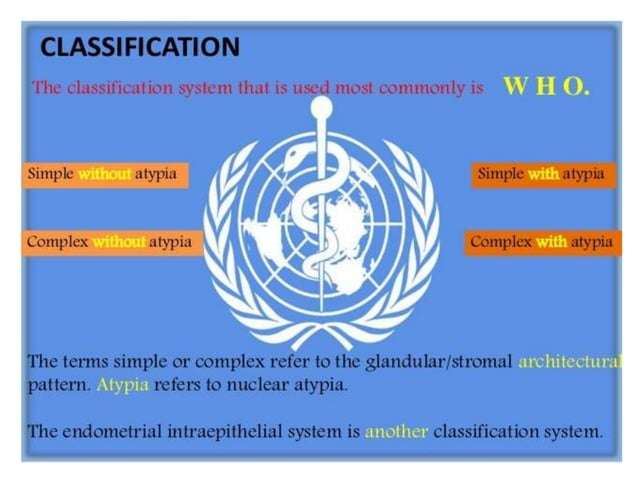 CLASSIFICATION
The classification system that is used most commonly is W H O.
Simple without atypia
Simple with atypia
Complex without atypia
Complex with atypia
The terms simple or complex refer to the glandular/stromal architectural
pattern. Atypia refers to nuclear atypia.
The endometrial intraepithelial system is another classification system.